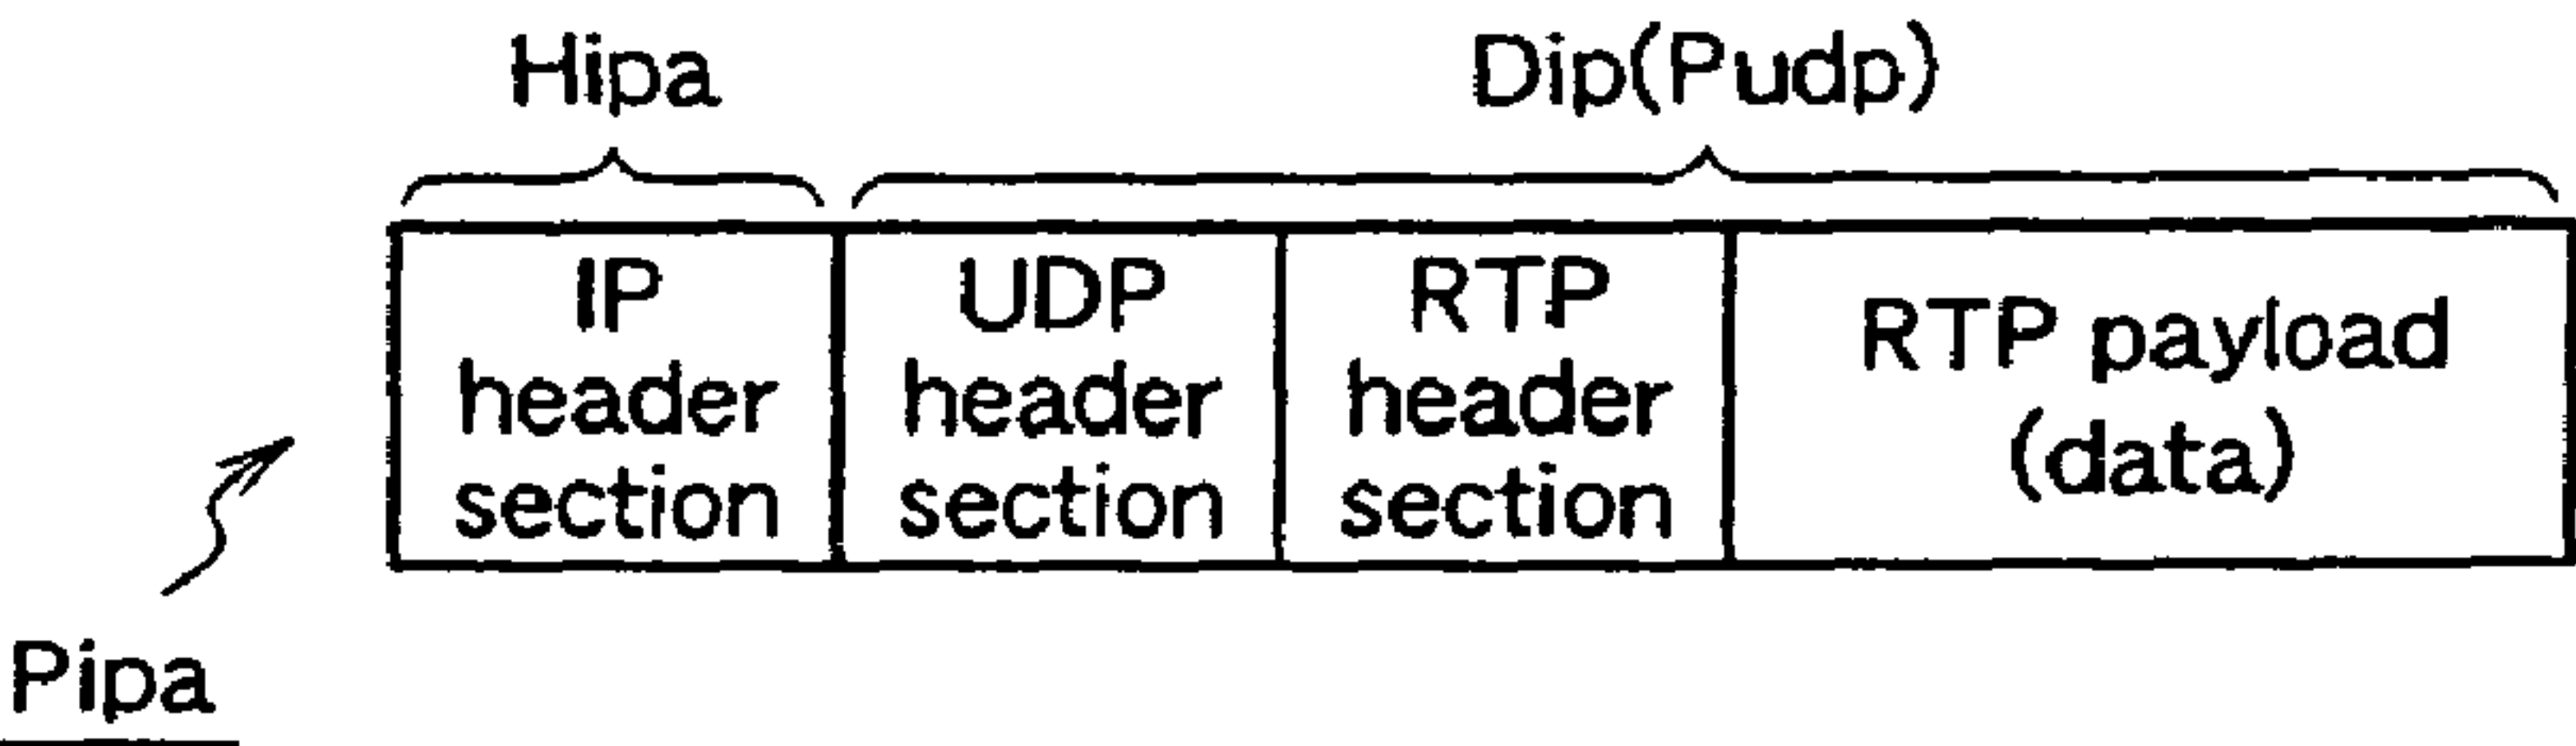 Hipa
Dip(Pudp)
IP
header
section
UDP
header
section
RTP
header
section
RTP payload
(data)
Pipa